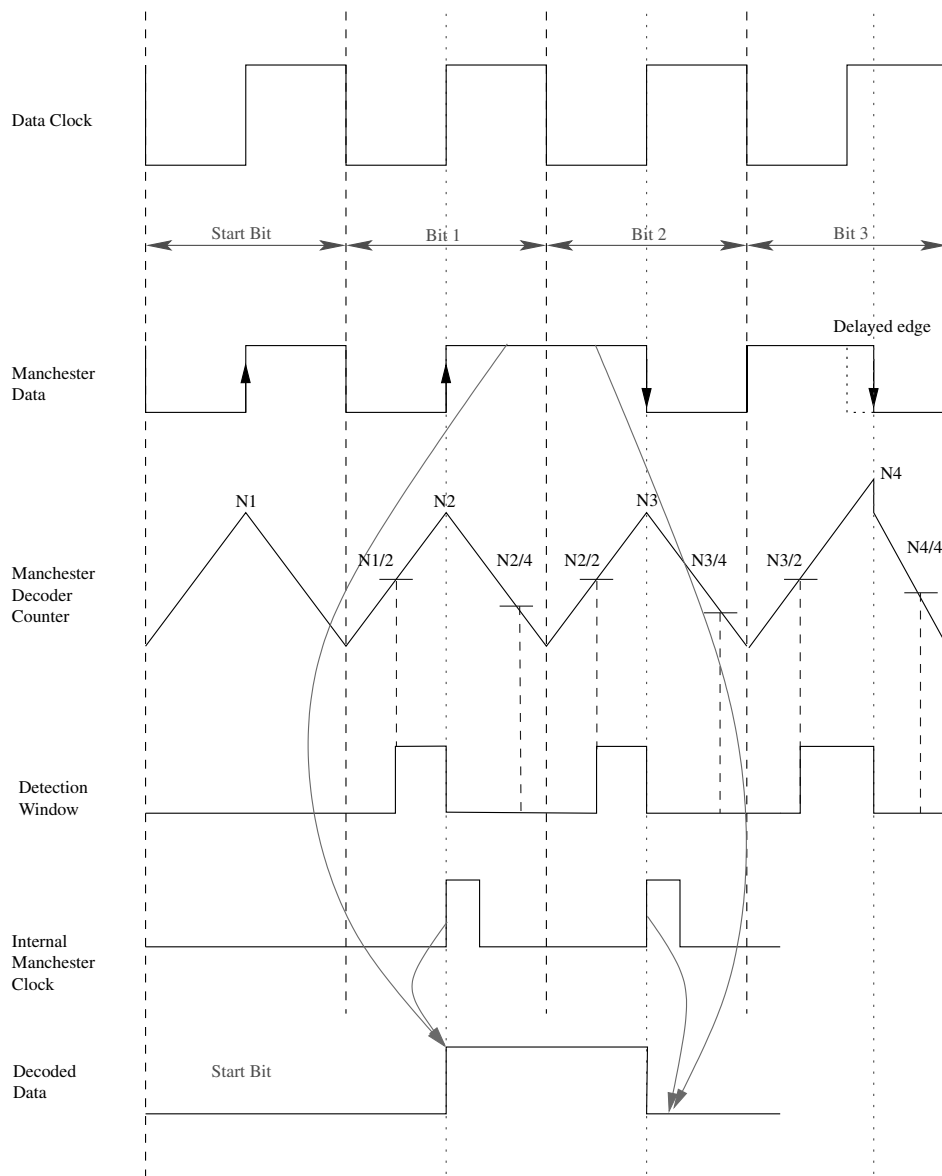 Data Clock
Start Bit
Bit 1
Bit 2
Bit 3
Delayed edge
Manchester
Data
N1
N2
N3
N4
N1/2
N2/4
N2/2
N3/4
N3/2
N4/4
Manchester
Decoder
Counter
Detection
Window
Internal
Manchester
Clock
Decoded
Data
Start Bit